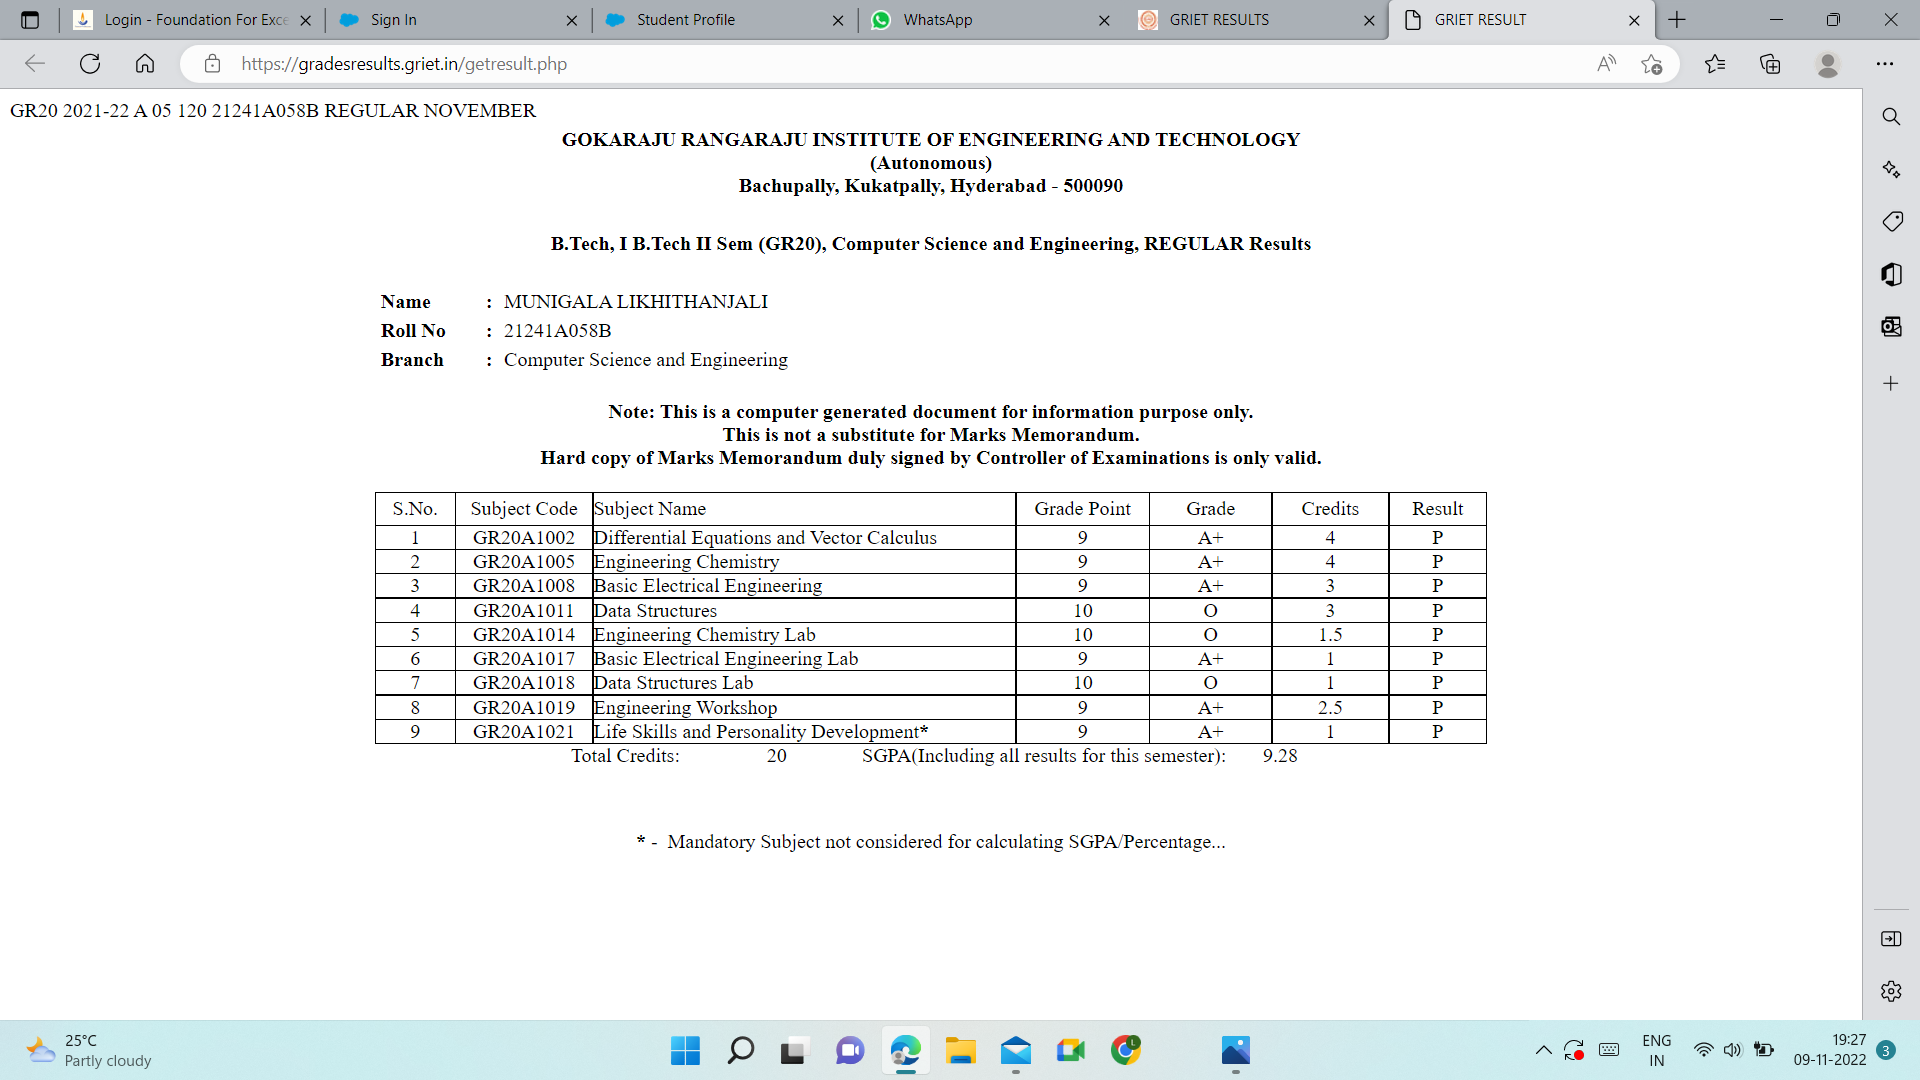 Login - Foundation For Exce
Sign In
Student Profile
WhatsApp
GRIET RESULTS
GRIET RESULT
https://gradesresults.griet.in/getresult.php
GR20 2021-22 A 05 120 21241A058B REGULAR NOVEMBER
GOKARAJU RANGARAJU INSTITUTE OF ENGINEERING AND TECHNOLOGY
(Autonomous)
Bachupally, Kukatpally, Hyderabad - 500090
B.Tech, I B.Tech II Sem (GR20), Computer Science and Engineering, REGULAR Results
Name : MUNIGALA LIKHITHANJALI
Roll No : 21241A058B
Branch : Computer Science and Engineering
Note: This is a computer generated document for information purpose only.
This is not a substitute for Marks Memorandum.
Hard copy of Marks Memorandum duly signed by Controller of Examinations is only valid.
S.No. Subject Code Subject Name Grade Point Grade Credits Result
1 GR20A1002 Differential Equations and Vector Calculus 9 A+ 4 P
2 GR20A1005 Engineering Chemistry 9 A+ 4 P
3 GR20A1008 Basic Electrical Engineering 9 A+ 3 P
4 GR20A1011 Data Structures 10 O 3 P
5 GR20A1014 Engineering Chemistry Lab 10 O 1.5 P
6 GR20A1017 Basic Electrical Engineering Lab 9 A+ 1 P
7 GR20A1018 Data Structures Lab 10 O 1 P
8 GR20A1019 Engineering Workshop 9 A+ 2.5 P
9 GR20A1021 Life Skills and Personality Development* 9 A+ 1 P
Total Credits: 20 SGPA(Including all results for this semester): 9.28
* - Mandatory Subject not considered for calculating SGPA/Percentage...
25°C
Partly cloudy
ENG
IN
19:27
09-11-2022
3